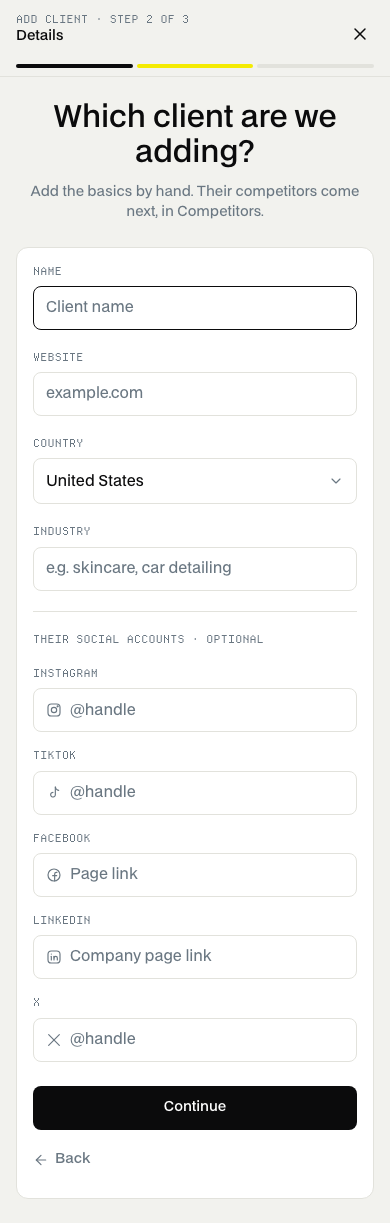 ADD CLIENT · STEP 2 OF 3
Details
Which client are we
adding?
Add the basics by hand. Their competitors come
next, in Competitors.
NAME
Client name
WEBSITE
example.com
COUNTRY
United States
INDUSTRY
e.g. skincare, car detailing
THEIR SOCIAL ACCOUNTS · OPTIONAL
INSTAGRAM
@handle
TIKTOK
@handle
FACEBOOK
Page link
LINKEDIN
Company page link
X
@handle
Continue
Back